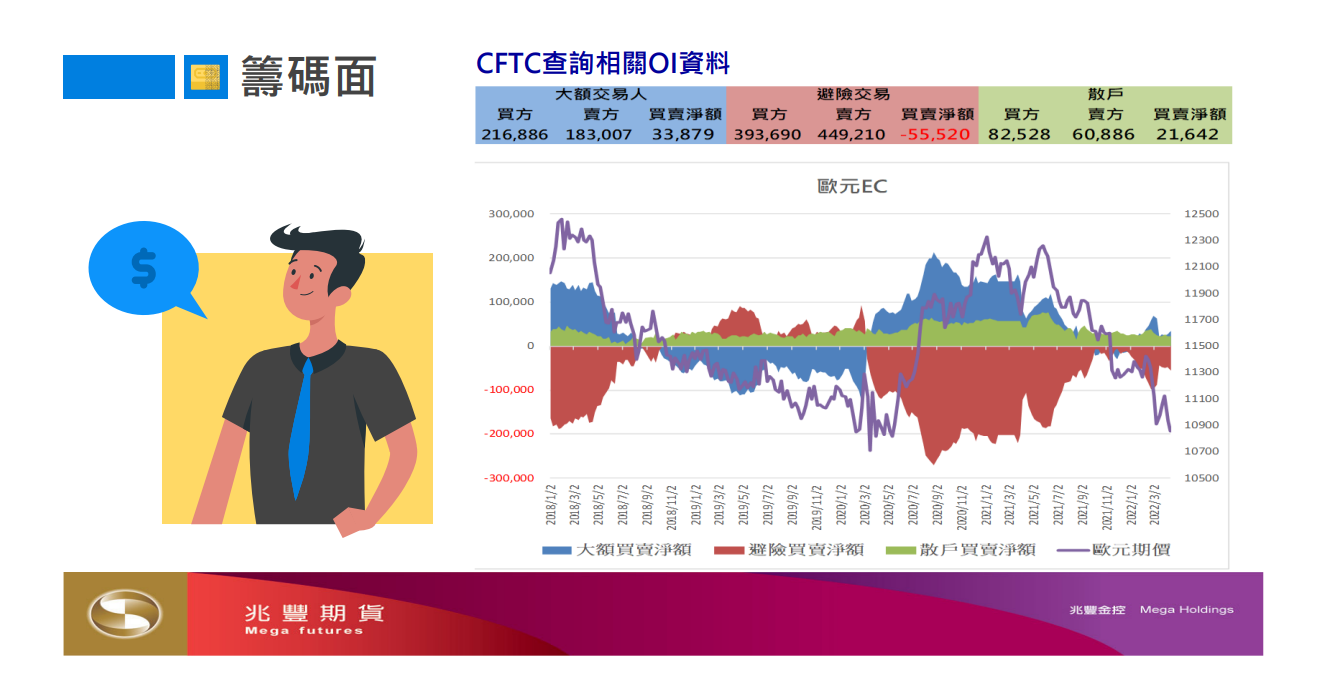 籌碼面
CFTC查詢相關OI資料
大額交易人 避險交易 散戶
買方 賣方 買賣淨額 買方 賣方 買賣淨額 買方 賣方 買賣淨額
216,886 183,007 33,879 393,690 449,210 -55,520 82,528 60,886 21,642
$
歐元EC
300,000 12500
12300
200,000 12100
100,000 11900
11700
0 11500
11300
-100,000 11100
-200,000 10900
10700
-300,000 10500
2018/1/2 2018/3/2 2018/5/2 2018/7/2 2018/9/2 2018/11/2 2019/1/2 2019/3/2 2019/5/2 2019/7/2 2019/9/2 2019/11/2 2020/1/2 2020/3/2 2020/5/2 2020/7/2 2020/9/2 2020/11/2 2021/1/2 2021/3/2 2021/5/2 2021/7/2 2021/9/2 2021/11/2 2022/1/2 2022/3/2
大額買賣淨額 避險買賣淨額 散戶買賣淨額 歐元期價
兆豐期貨
Mega futures
兆豐金控 Mega Holdings